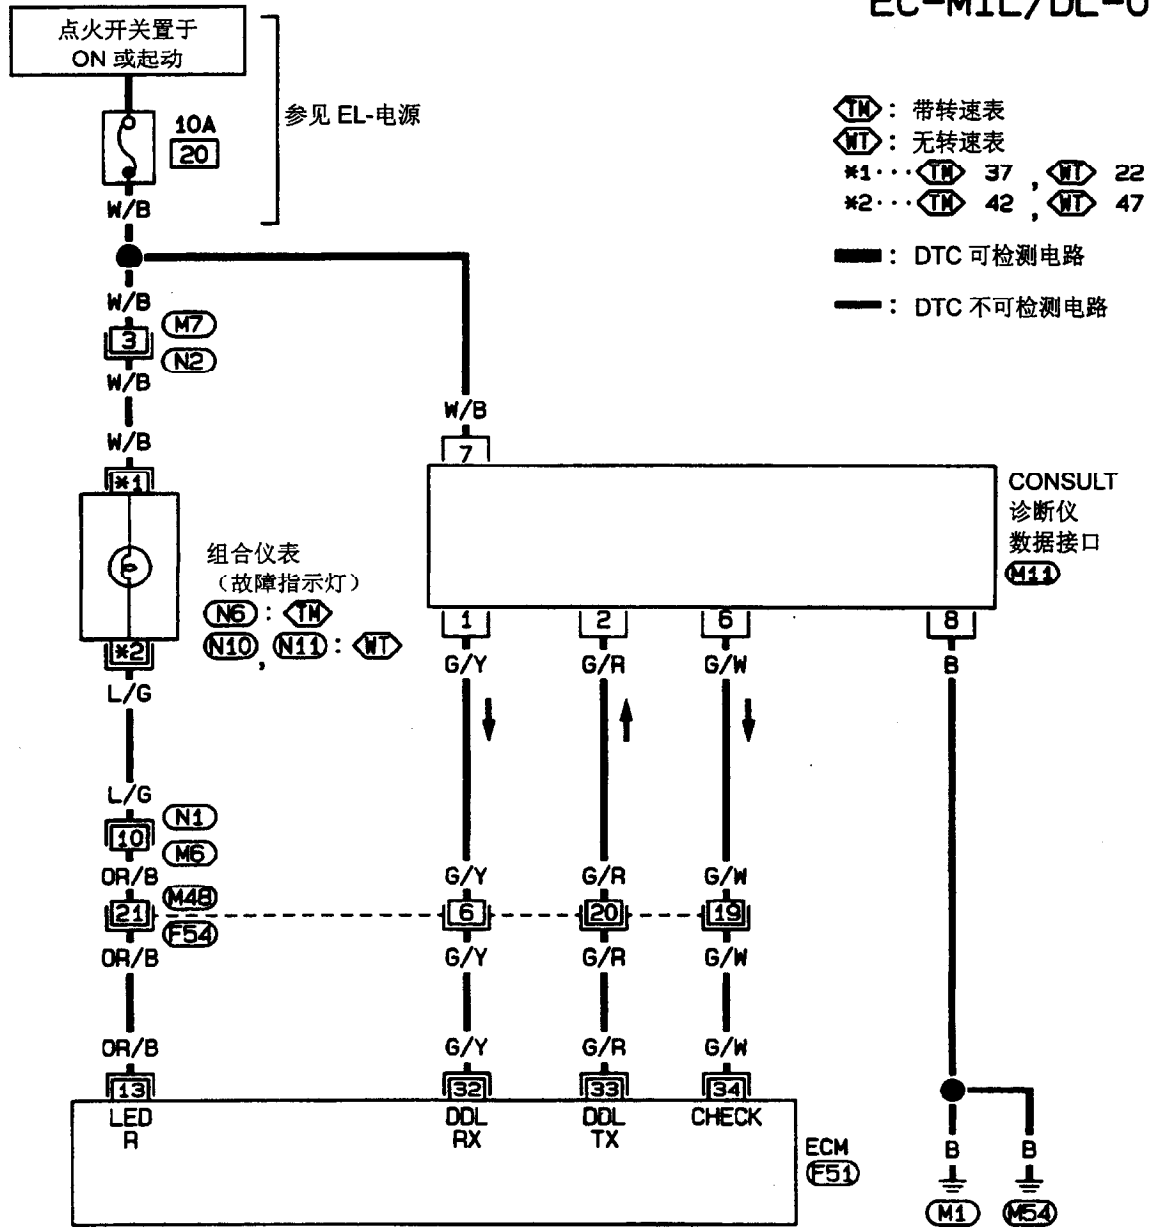 EC-MIL/DL-0
点火开关置于
ON 或起动
参见 EL-电源
10A
20
W/B
TM : 带转速表
WT : 无转速表
*1···TM 37 , WT 22
*2···TM 42 , WT 47
: DTC 可检测电路
: DTC 不可检测电路
W/B
3
M7
N2
W/B
W/B
W/B
7
*1
CONSULT
诊断仪
数据接口
M11
组合仪表
（故障指示灯）
N6 : TM
N10 , N11 : WT
*2
1
2
6
8
L/G
G/Y
G/R
G/W
B
L/G
10
N1
M6
OR/B
G/Y
G/R
G/W
21
M48
F54
6
20
19
OR/B
G/Y
G/R
G/W
OR/B
G/Y
G/R
G/W
13
32
33
34
LED
R
DDL
RX
DDL
TX
CHECK
ECM
F51
B
B
M1
M54